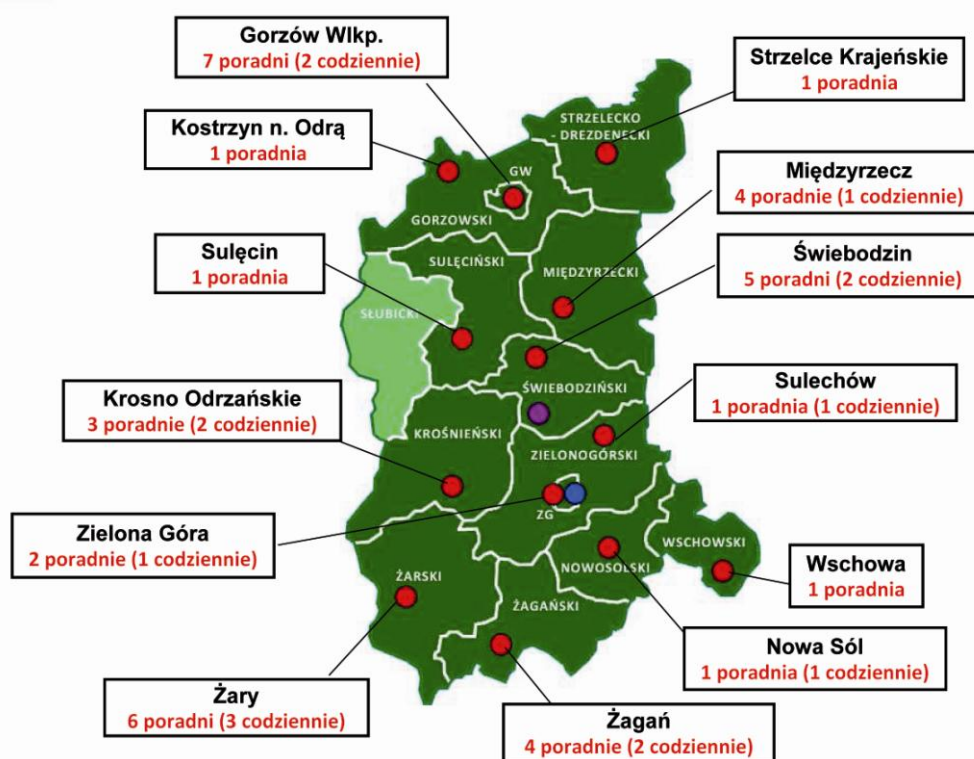 Gorzów Wlkp.
7 poradni (2 codziennie)
Strzelce Krajeńskie
1 poradnia
Kostrzyn n. Odrą
1 poradnia
Międzyrzecz
4 poradnie (1 codziennie)
Sulęcin
1 poradnia
Świebodzin
5 poradni (2 codziennie)
Krosno Odrzańskie
3 poradnie (2 codziennie)
Sulechów
1 poradnia (1 codziennie)
Zielona Góra
2 poradnie (1 codziennie)
Wschowa
1 poradnia
Nowa Sól
1 poradnia (1 codziennie)
Żary
6 poradni (3 codziennie)
Żagań
4 poradnie (2 codziennie)
STRZELECKO
- DREZDENECKI
GW
GORZOWSKI
SULĘCIŃSKI
MIĘDZYRZECKI
SŁUBICKI
ŚWIEBODZIŃSKI
KROŚNIEŃSKI
ZIELONOGÓRSKI
ZG
WSCHOWSKI
NOWOSOLSKI
ŻARSKI
ŻAGAŃSKI